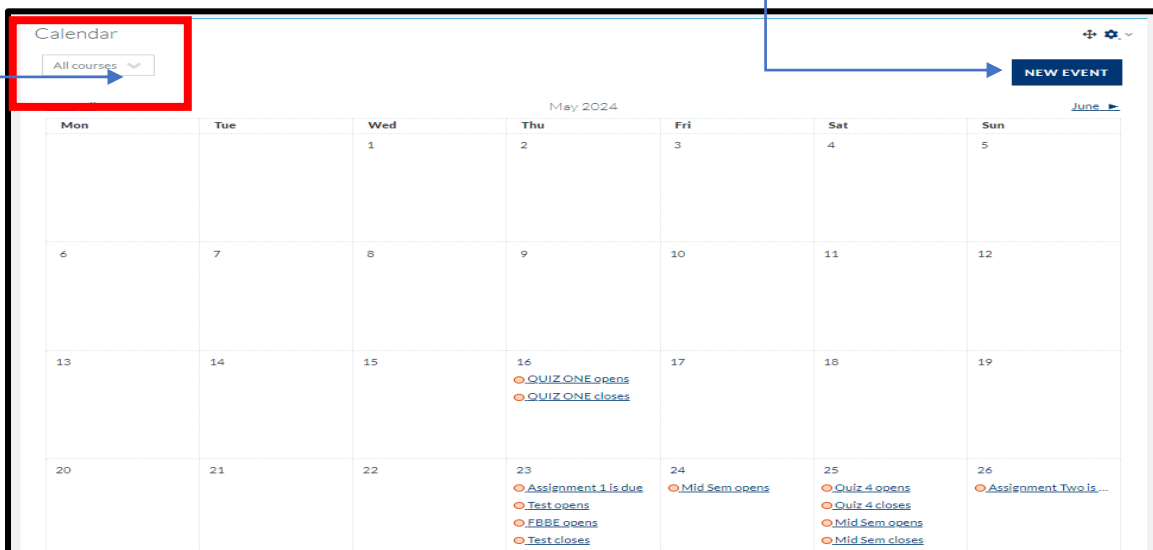 Calendar
All courses
NEW EVENT
May 2024
June ►
Mon Tue Wed Thu Fri Sat Sun
1 2 3 4 5
6 7 8 9 10 11 12
13 14 15 16 17 18 19
QUIZ ONE opens
QUIZ ONE closes
20 21 22 23 24 25 26
Assignment 1 is due Mid Sem opens Quiz 4 opens Assignment Two is ...
Test opens Quiz 4 closes
FBBE opens Mid Sem opens
Test closes Mid Sem closes